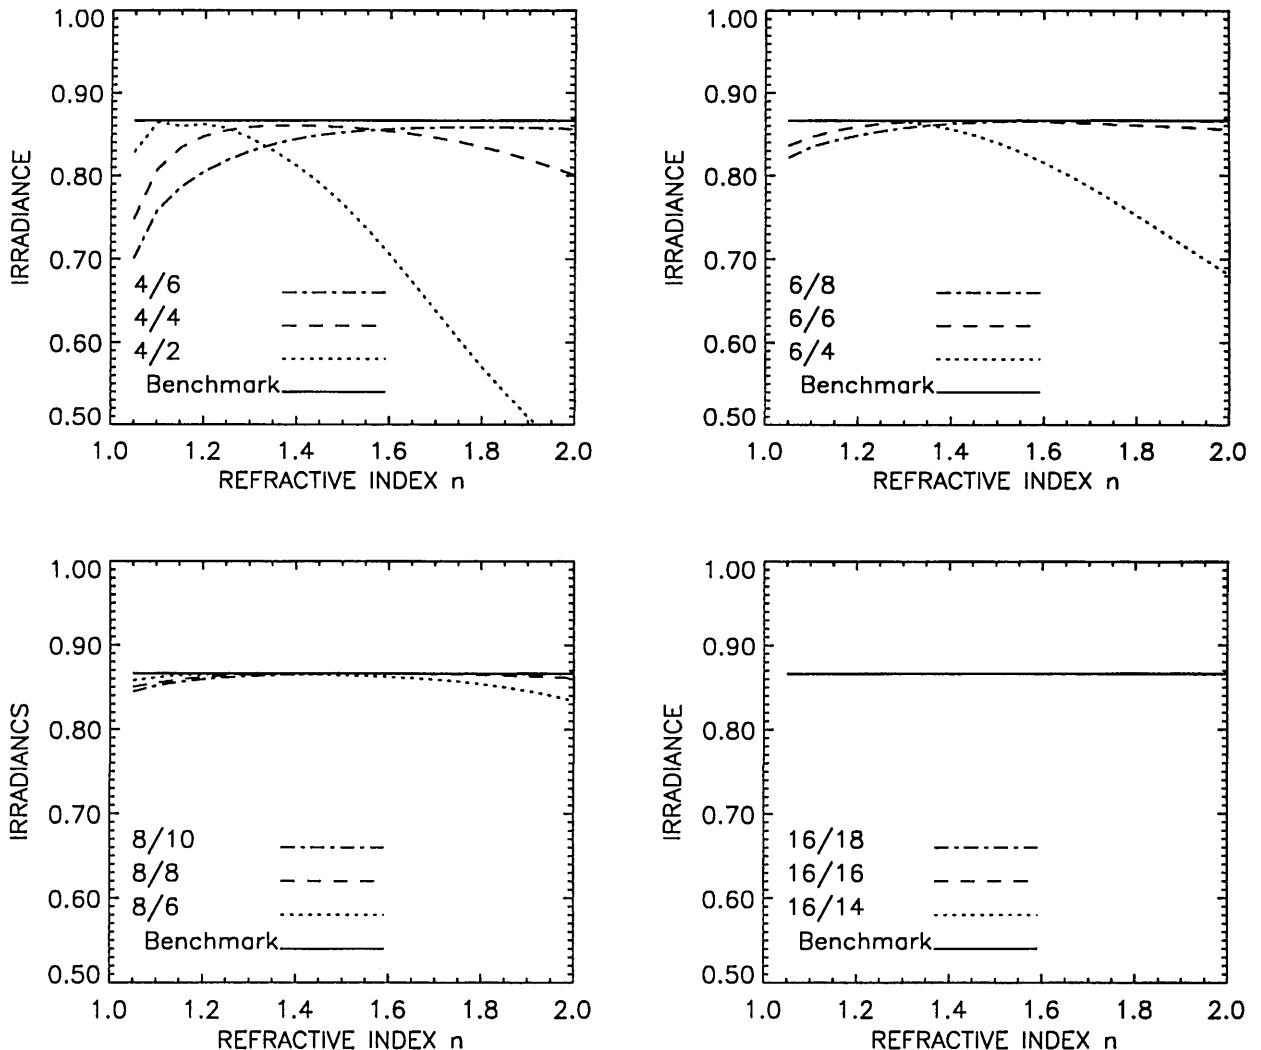 1.00
0.90
0.80
0.70
0.60
0.50
IRRADIANCE
4/6
4/4
4/2
Benchmark
1.0 1.2 1.4 1.6 1.8 2.0
REFRACTIVE INDEX n
1.00
0.90
0.80
0.70
0.60
0.50
IRRADIANCE
6/8
6/6
6/4
Benchmark
1.0 1.2 1.4 1.6 1.8 2.0
REFRACTIVE INDEX n
1.00
0.90
0.80
0.70
0.60
0.50
IRRADIANCS
8/10
8/8
8/6
Benchmark
1.0 1.2 1.4 1.6 1.8 2.0
REFRACTIVE INDEX n
1.00
0.90
0.80
0.70
0.60
0.50
IRRADIANCE
16/18
16/16
16/14
Benchmark
1.0 1.2 1.4 1.6 1.8 2.0
REFRACTIVE INDEX n